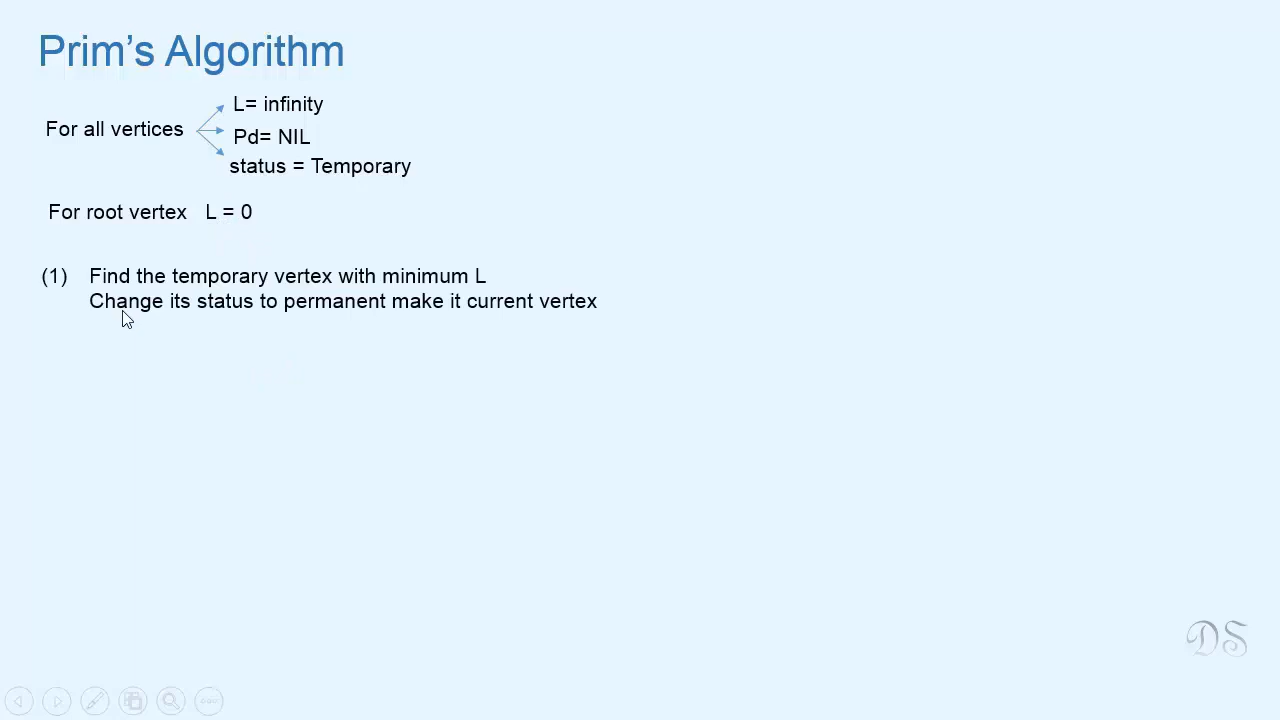 Prim's Algorithm
For all vertices
L= infinity
Pd= NIL
status = Temporary
For root vertex L = 0
(1) Find the temporary vertex with minimum L
Change its status to permanent make it current vertex
DS